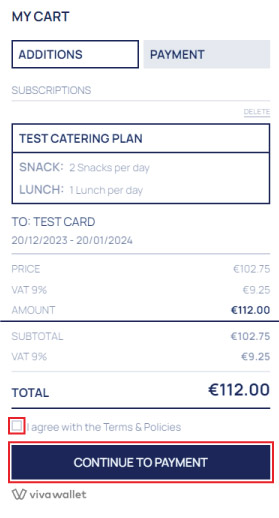 MY CART
ADDITIONS PAYMENT
SUBSCRIPTIONS
DELETE
TEST CATERING PLAN
SNACK: 2 Snacks per day
LUNCH: 1 Lunch per day
TO: TEST CARD
20/12/2023 - 20/01/2024
PRICE €102.75
VAT 9% €9.25
AMOUNT €112.00
SUBTOTAL €102.75
VAT 9% €9.25
TOTAL €112.00
I agree with the Terms & Policies
CONTINUE TO PAYMENT
viva wallet